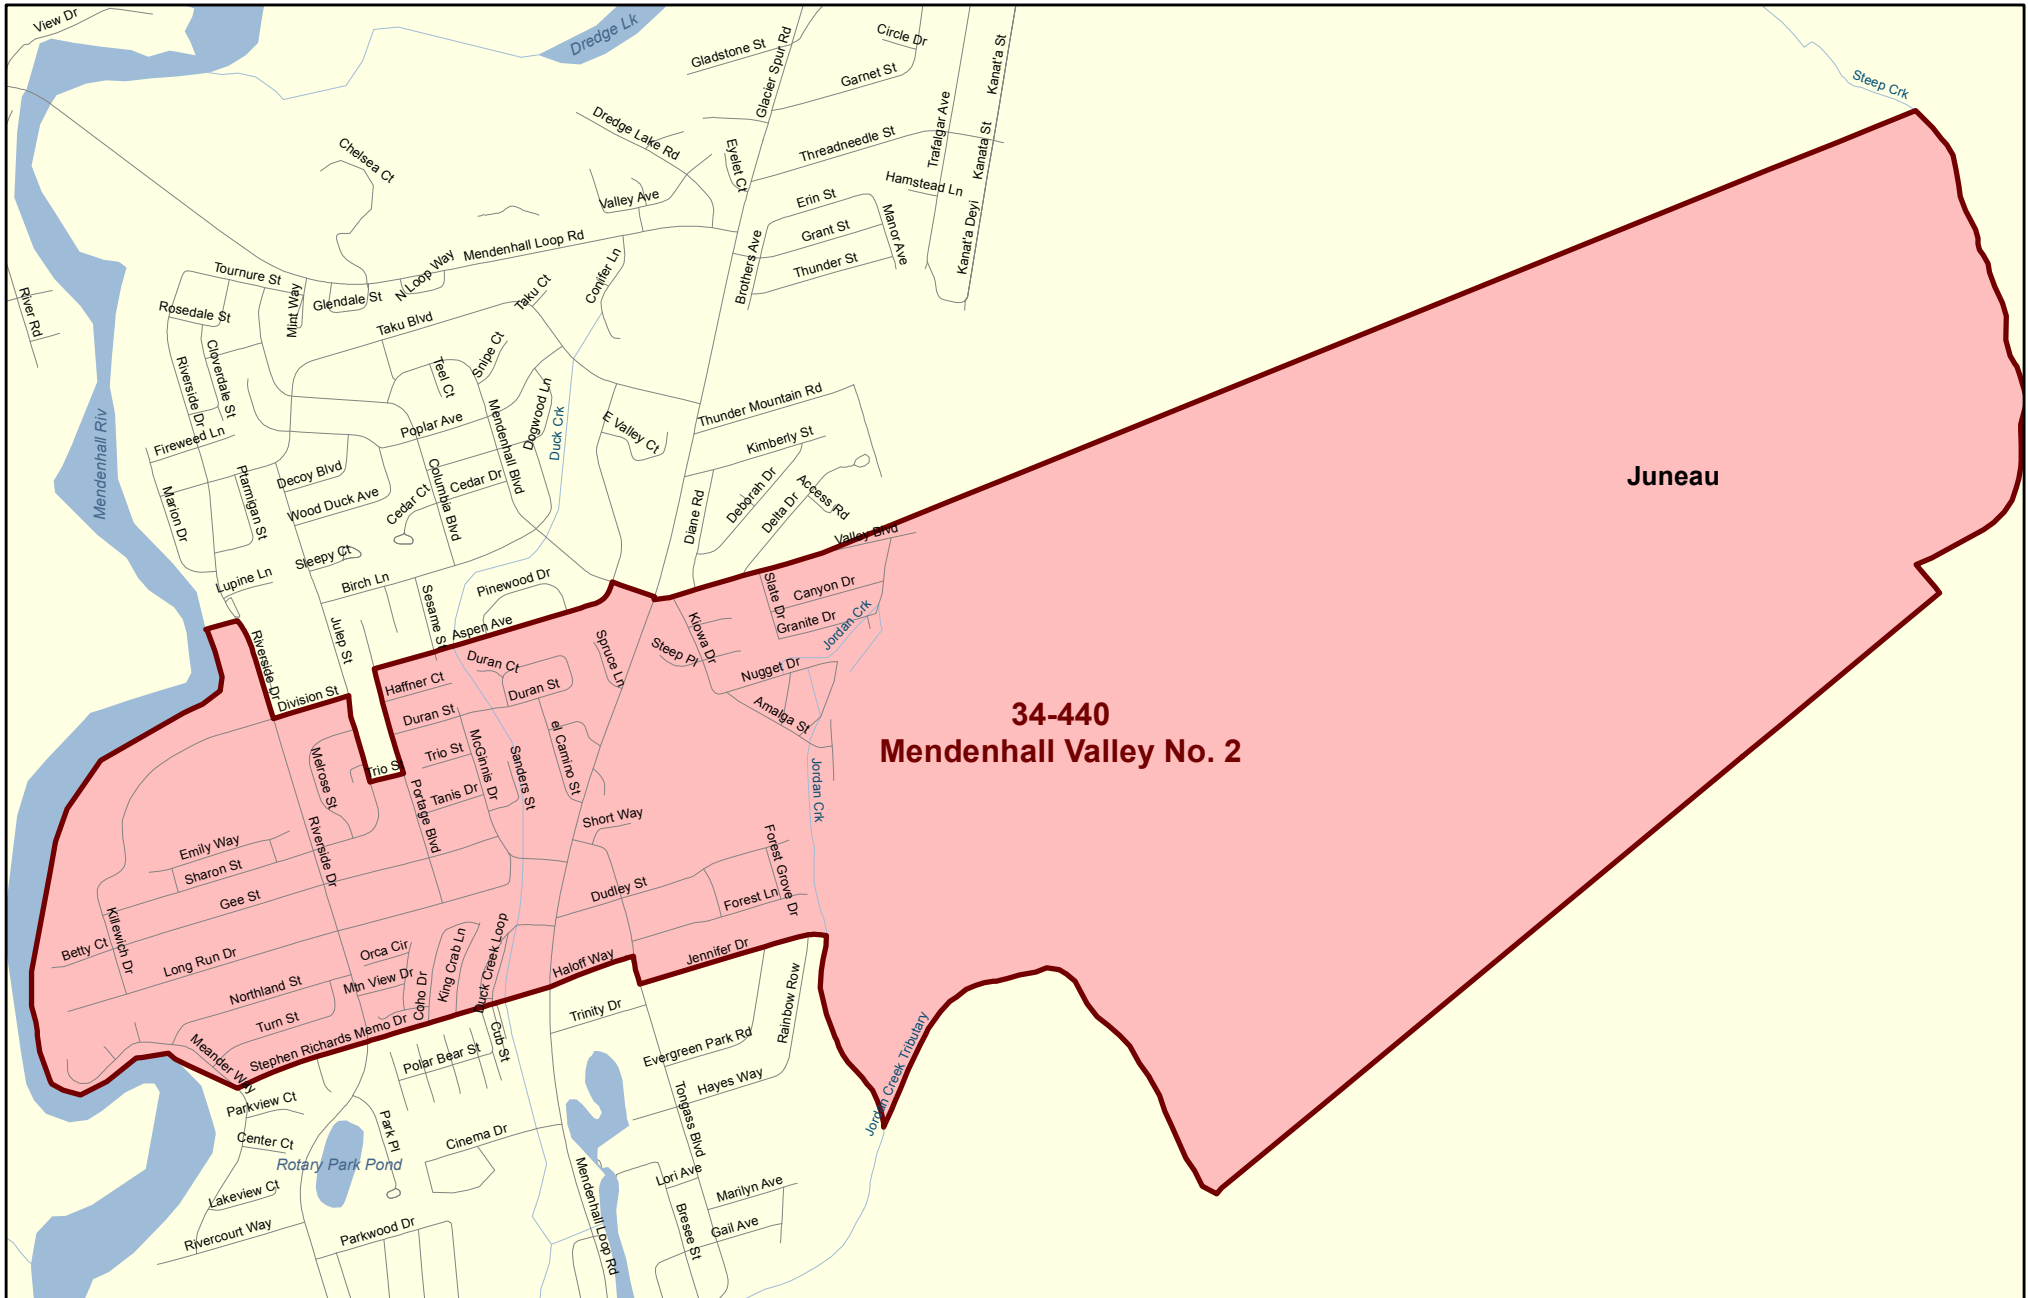 View Dr
Dredge Lk
Gladstone St
Glacier Spur Rd
Circle Dr
Garnet St
Kanat'a St
Steep Crk
Trafalgar Ave
Dredge Lake Rd
Threadneedle St
Kanata St
Eyelet Ct
Chelsea Ct
Hamstead Ln
Valley Ave
Erin St
Manor Ave
Grant St
Kanat'a Deyi
Mendenhall Loop Rd
Thunder St
Brothers Ave
Conifer Ln
N Loop Way
Tournure St
Taku Ct
Mint Way
Glendale St
River Rd
Rosedale St
Taku Blvd
Snipe Ct
Cloverdale St
Riverside Dr
Teel Ct
Dogwood Ln
Thunder Mountain Rd
Mendenhall Blvd
Poplar Ave
Duck Crk
E Valley Ct
Kimberly St
Fireweed Ln
Mendenhall Riv
Juneau
Ptarmigan St
Decoy Blvd
Columbia Blvd
Cedar Dr
Cedar Ct
Wood Duck Ave
Marion Dr
Diane Rd
Deborah Dr
Delta Dr
Access Rd
Valley Blvd
Sleepy Ct
Lupine Ln
Birch Ln
Pinewood Dr
Sesame St
Aspen Ave
Slate Dr
Canyon Dr
Granite Dr
Jordan Crk
Kiowa Dr
Steep Pl
Spruce Ln
Julep St
Riverside Dr
Duran Ct
Nugget Dr
Haffner Ct
Division St
Duran St
Duran St
Amalga St
34-440
Mendenhall Valley No. 2
el Camino St
McGinnis Dr
Trio St
Sanders St
Melrose St
Trio St
Tanis Dr
Portage Blvd
Jordan Crk
Short Way
Emily Way
Riverside Dr
Sharon St
Forest Grove Dr
Dudley St
Gee St
Forest Ln
Killewich Dr
Betty Ct
Long Run Dr
Orca Cir
King Crab Ln
Duck Creek Loop
Haloff Way
Jennifer Dr
Northland St
Mtn View Dr
Coho Dr
Rainbow Row
Trinity Dr
Turn St
Stephen Richards Memo Dr
Cub St
Meander Way
Polar Bear St
Evergreen Park Rd
Jordan Creek Tributary
Hayes Way
Parkview Ct
Park Pl
Tongass Blvd
Center Ct
Cinema Dr
Rotary Park Pond
Lori Ave
Marilyn Ave
Lakeview Ct
Mendenhall Loop Rd
Bresee St
Gail Ave
Rivercourt Way
Parkwood Dr